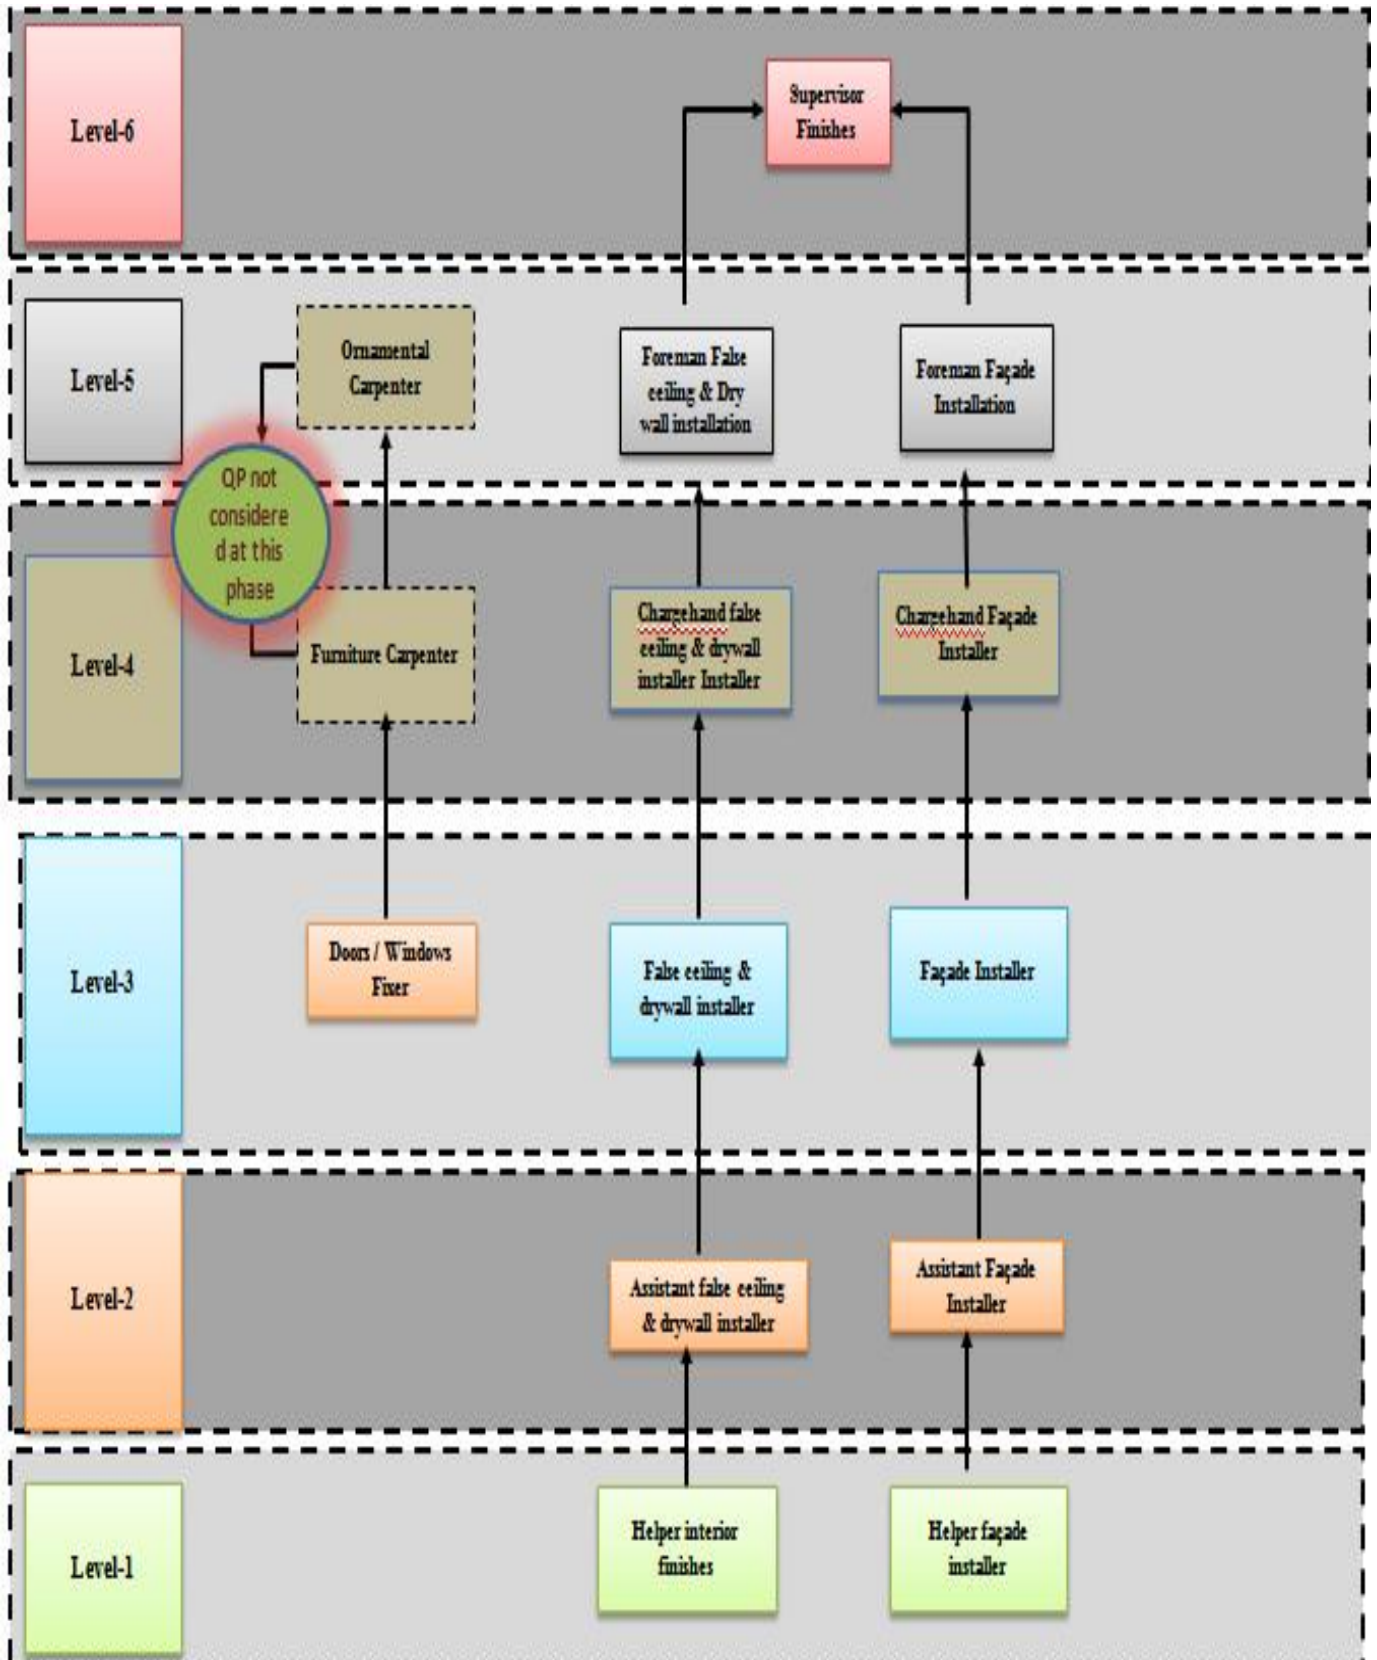 Level-6
Supervisor
Finishes
Level-5
Ornamental
Carpenter
Foreman False
ceiling & Dry
wall installation
Foreman Façade
Installation
QP not
considere
d at this
phase
Level-4
Furniture Carpenter
Chargehand false
ceiling & drywall
installer Installer
Chargehand Façade
Installer
Level-3
Doors / Windows
Fixer
False ceiling &
drywall installer
Façade Installer
Level-2
Assistant false ceiling
& drywall installer
Assistant Façade
Installer
Level-1
Helper interior
finishes
Helper façade
installer